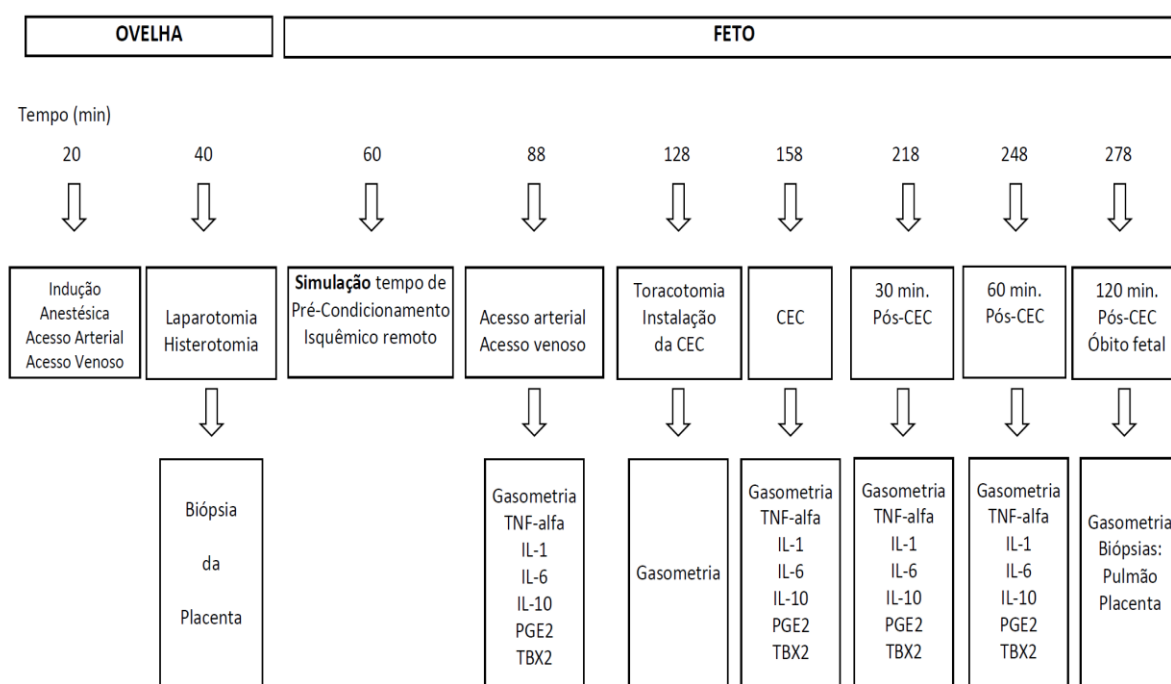 OVELHA
FETO
Tempo (min)
20
40
60
88
128
158
218
248
278
Indução
Anestésica
Acesso Arterial
Acesso Venoso
Laparotomia
Histerotomia
Simulação tempo de
Pré-Condicionamento
Isquêmico remoto
Acesso arterial
Acesso venoso
Toracotomia
Instalação
da CEC
CEC
30 min.
Pós-CEC
60 min.
Pós-CEC
120 min.
Pós-CEC
Óbito fetal
Biópsia
da
Placenta
Gasometria
TNF-alfa
IL-1
IL-6
IL-10
PGE2
TBX2
Gasometria
Gasometria
TNF-alfa
IL-1
IL-6
IL-10
PGE2
TBX2
Gasometria
TNF-alfa
IL-1
IL-6
IL-10
PGE2
TBX2
Gasometria
TNF-alfa
IL-1
IL-6
IL-10
PGE2
TBX2
Gasometria
Biópsias:
Pulmão
Placenta